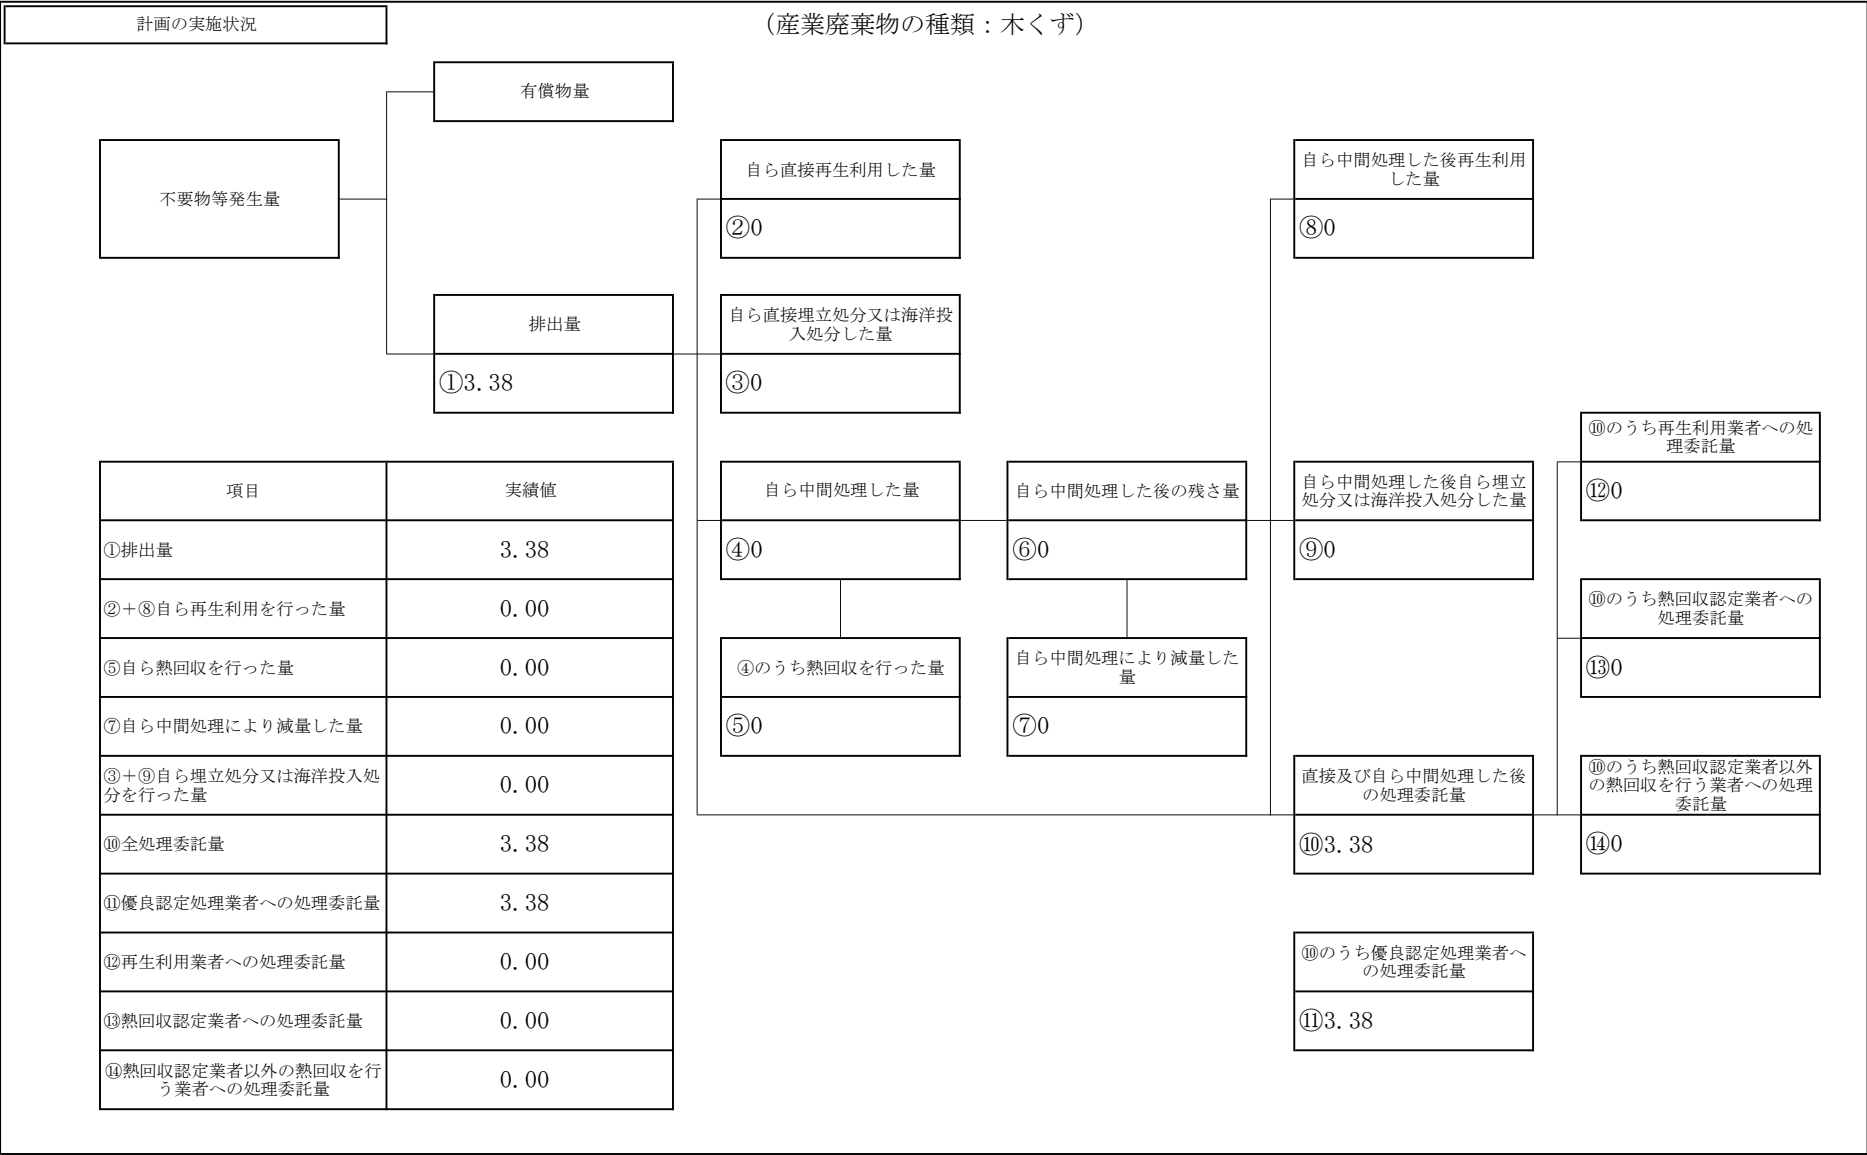 計画の実施状況
（産業廃棄物の種類：木くず）
有償物量
不要物等発生量
自ら直接再生利用した量
②0
自ら中間処理した後再生利用
した量
⑧0
排出量
①3.38
自ら直接埋立処分又は海洋投
入処分した量
③0
⑩のうち再生利用業者への処
理委託量
⑫0
自ら中間処理した量
④0
自ら中間処理した後の残さ量
⑥0
自ら中間処理した後自ら埋立
処分又は海洋投入処分した量
⑨0
⑩のうち熱回収認定業者への
処理委託量
⑬0
④のうち熱回収を行った量
⑤0
自ら中間処理により減量した
量
⑦0
直接及び自ら中間処理した後
の処理委託量
⑩3.38
⑩のうち熱回収認定業者以外
の熱回収を行う業者への処理
委託量
⑭0
⑩のうち優良認定処理業者へ
の処理委託量
⑪3.38
項目 実績値
①排出量 3.38
②＋⑧自ら再生利用を行った量 0.00
⑤自ら熱回収を行った量 0.00
⑦自ら中間処理により減量した量 0.00
③＋⑨自ら埋立処分又は海洋投入処
分を行った量 0.00
⑩全処理委託量 3.38
⑪優良認定処理業者への処理委託量 3.38
⑫再生利用業者への処理委託量 0.00
⑬熱回収認定業者への処理委託量 0.00
⑭熱回収認定業者以外の熱回収を行
う業者への処理委託量 0.00